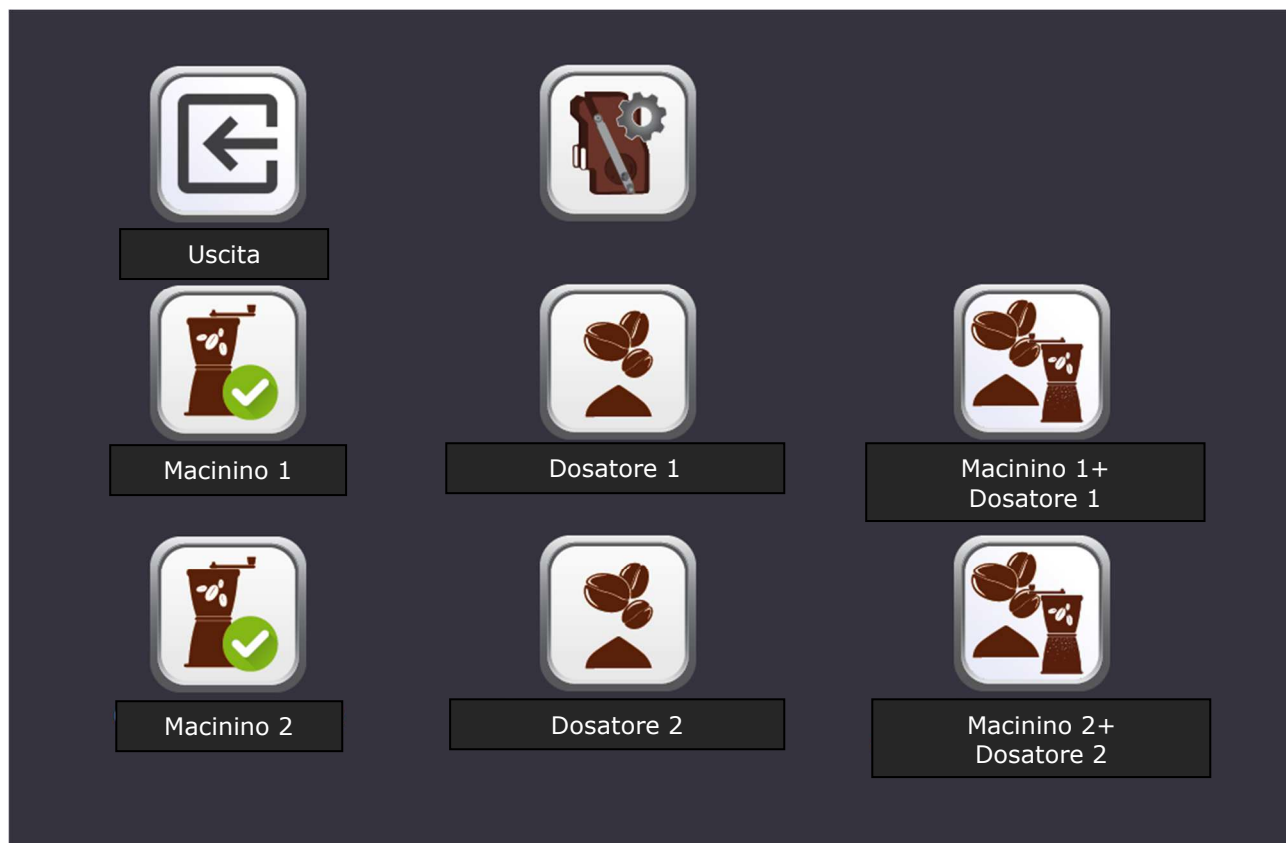 Uscita
Macinino 1
Dosatore 1
Macinino 1+
Dosatore 1
Macinino 2
Dosatore 2
Macinino 2+
Dosatore 2